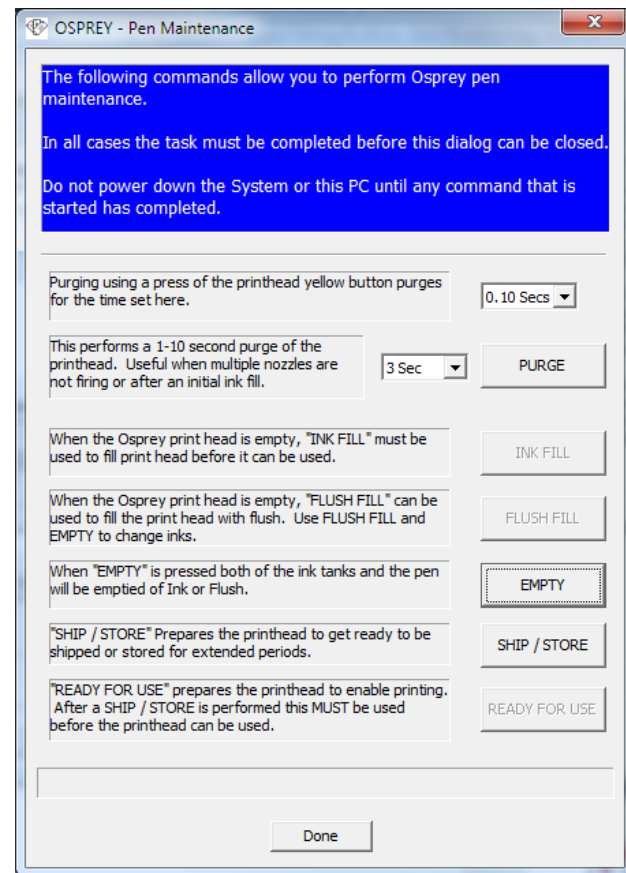 OSPREY - Pen Maintenance
The following commands allow you to perform Osprey pen
maintenance.
In all cases the task must be completed before this dialog can be closed.
Do not power down the System or this PC until any command that is
started has completed.
Purging using a press of the printhead yellow button purges
for the time set here.
0.10 Secs
This performs a 1-10 second purge of the
printhead. Useful when multiple nozzles are
not firing or after an initial ink fill.
3 Sec
PURGE
When the Osprey print head is empty, "INK FILL" must be
used to fill print head before it can be used.
INK FILL
When the Osprey print head is empty, "FLUSH FILL" can be
used to fill the print head with flush. Use FLUSH FILL and
EMPTY to change inks.
FLUSH FILL
When "EMPTY" is pressed both of the ink tanks and the pen
will be emptied of Ink or Flush.
EMPTY
"SHIP / STORE" Prepares the printhead to get ready to be
shipped or stored for extended periods.
SHIP / STORE
"READY FOR USE" prepares the printhead to enable printing.
After a SHIP / STORE is performed this MUST be used
before the printhead can be used.
READY FOR USE
Done